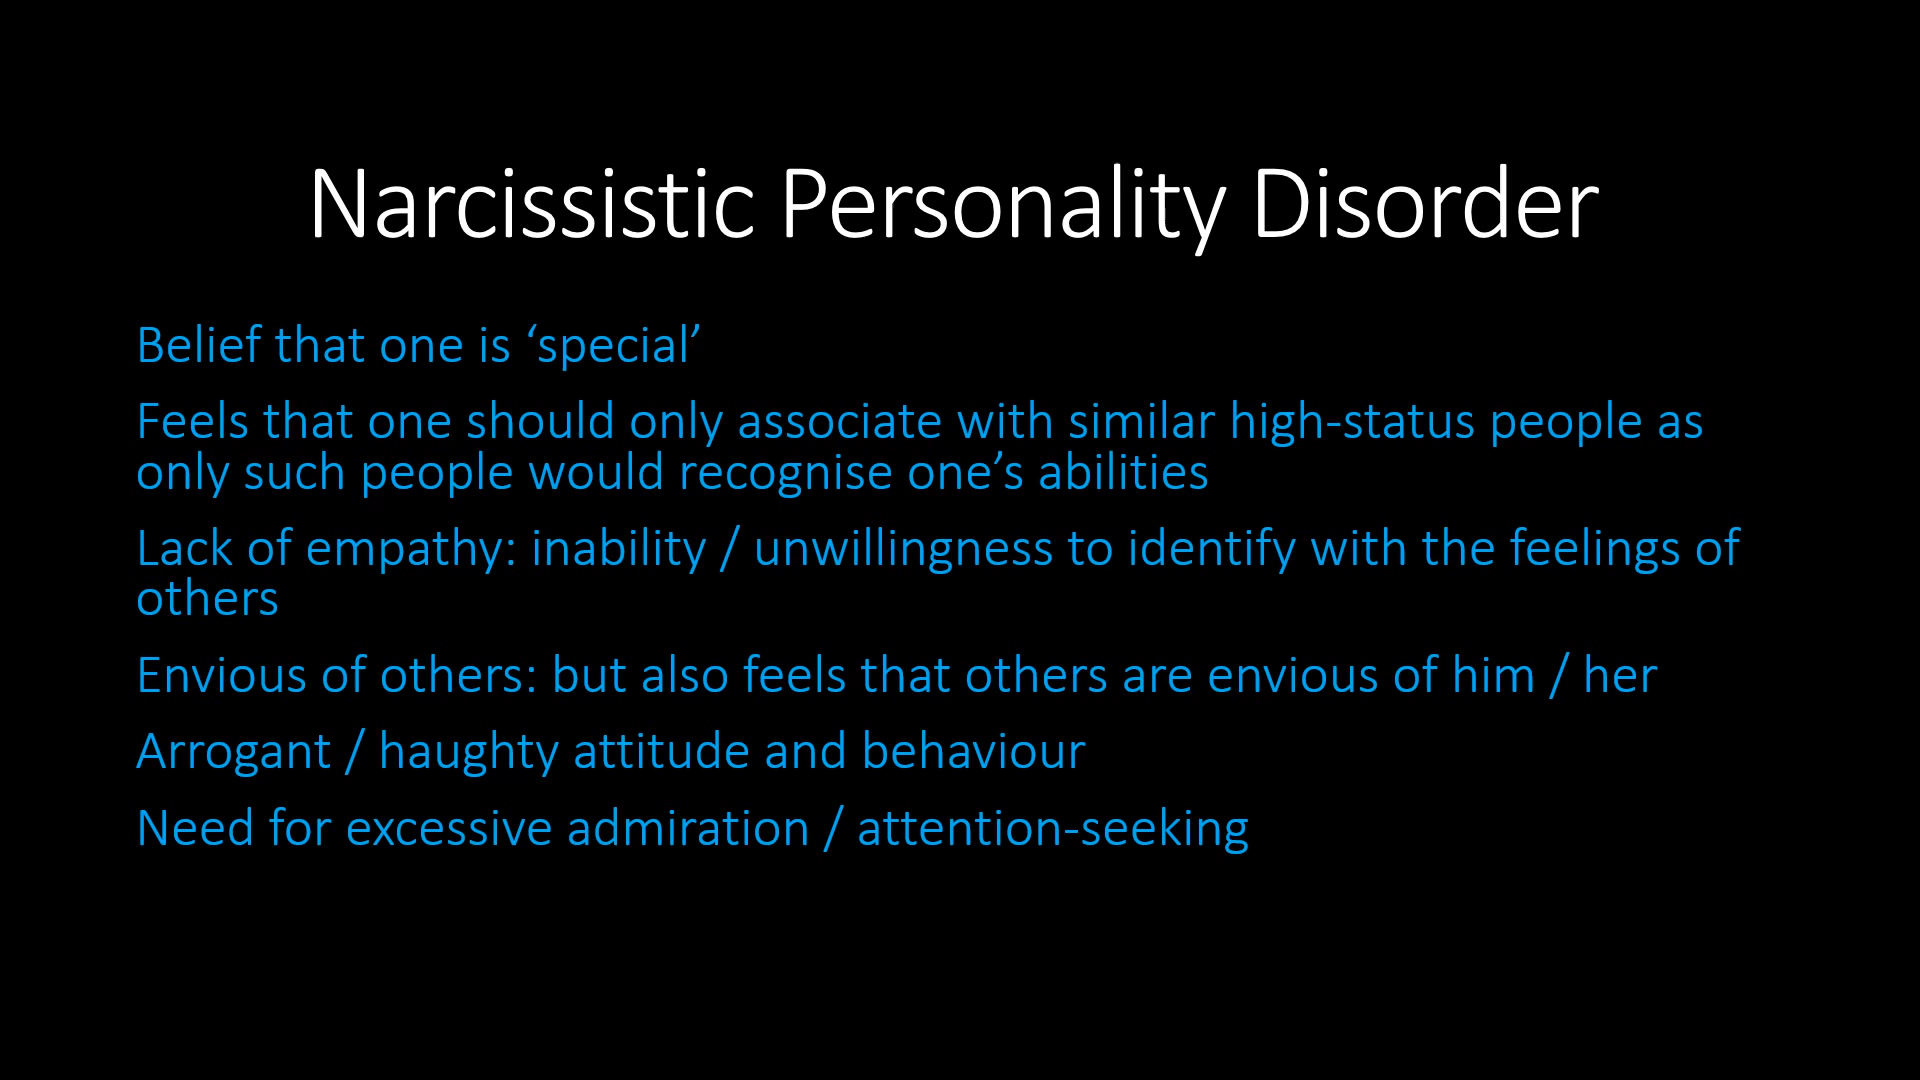 Narcissistic Personality Disorder
Belief that one is ‘special’
Feels that one should only associate with similar high-status people as
only such people would recognise one’s abilities
Lack of empathy: inability / unwillingness to identify with the feelings of
others
Envious of others: but also feels that others are envious of him / her
Arrogant / haughty attitude and behaviour
Need for excessive admiration / attention-seeking